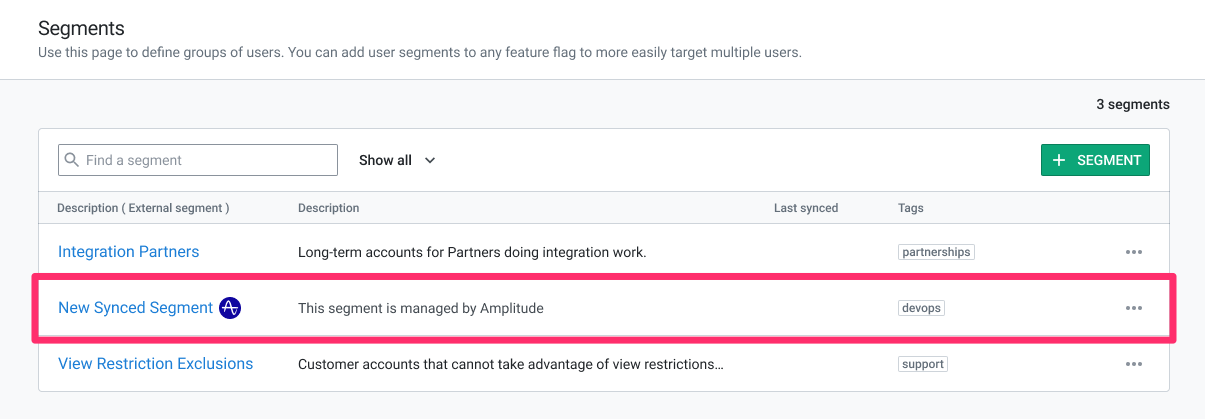 Segments
Use this page to define groups of users. You can add user segments to any feature flag to more easily target multiple users.
3 segments
Find a segment
Show all
+ SEGMENT
Description ( External segment ) Description Last synced Tags
Integration Partners Long-term accounts for Partners doing integration work. partnerships
New Synced Segment This segment is managed by Amplitude devops
View Restriction Exclusions Customer accounts that cannot take advantage of view restrictions… support